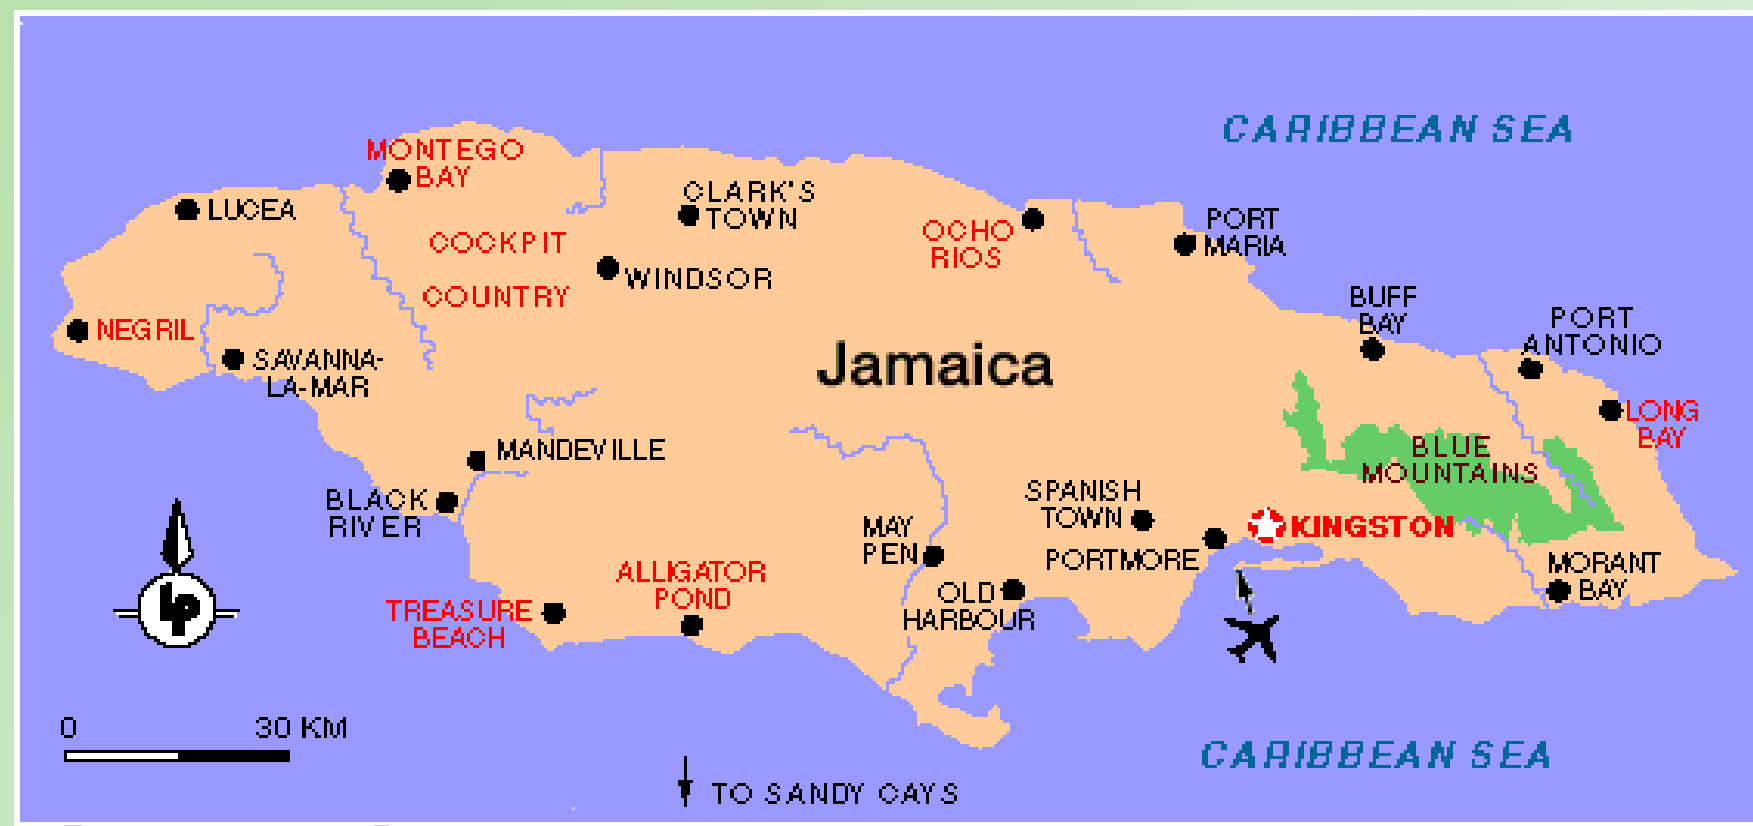 CARIBBEAN SEA
MONTEGO
BAY
LUCEA
CLARK'S
TOWN
COCKPIT
COUNTRY
WINDSOR
OCHO
RIOS
PORT
MARIA
NEGRIL
SAVANNA-
LA-MAR
Jamaica
BUFF
BAY
PORT
ANTONIO
LONG
BAY
BLUE
MOUNTAINS
MANDEVILLE
BLACK
RIVER
SPANISH
TOWN
MAY
PEN
KINGSTON
PORTMORE
OLD
HARBOUR
MORANT
BAY
ALLIGATOR
POND
TREASURE
BEACH
LP
0 30 KM
CARIBBEAN SEA
TO SANDY CAYS